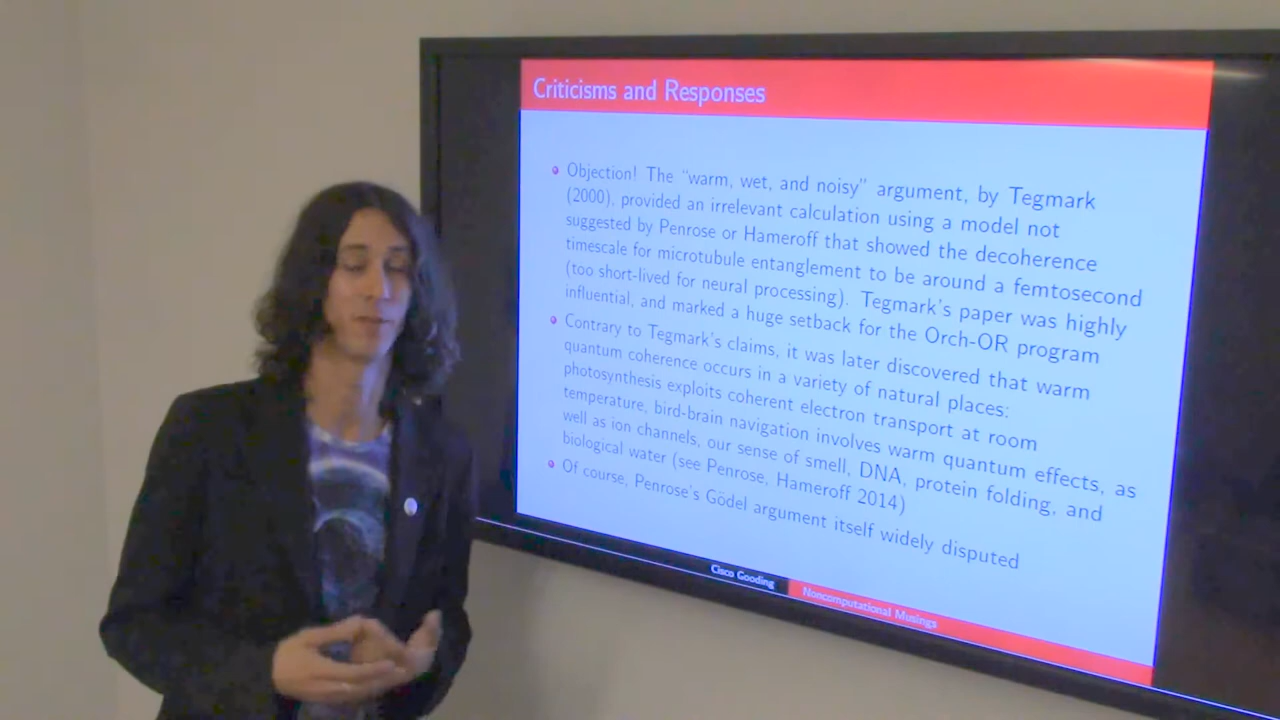 Criticisms and Responses
Objection! The "warm, wet, and noisy" argument, by Tegmark
(2000), provided an irrelevant calculation using a model not
suggested by Penrose or Hameroff that showed the decoherence
timescale for microtubule entanglement to be around a femtosecond
(too short-lived for neural processing). Tegmark's paper was highly
influential, and marked a huge setback for the Orch-OR program
Contrary to Tegmark's claims, it was later discovered that warm
quantum coherence occurs in a variety of natural places:
photosynthesis exploits coherent electron transport at room
temperature, bird-brain navigation involves warm quantum effects, as
well as ion channels, our sense of smell, DNA, protein folding, and
biological water (see Penrose, Hameroff 2014)
Of course, Penrose's Gödel argument itself widely disputed
Cisco Gooding
Noncomputational Musings